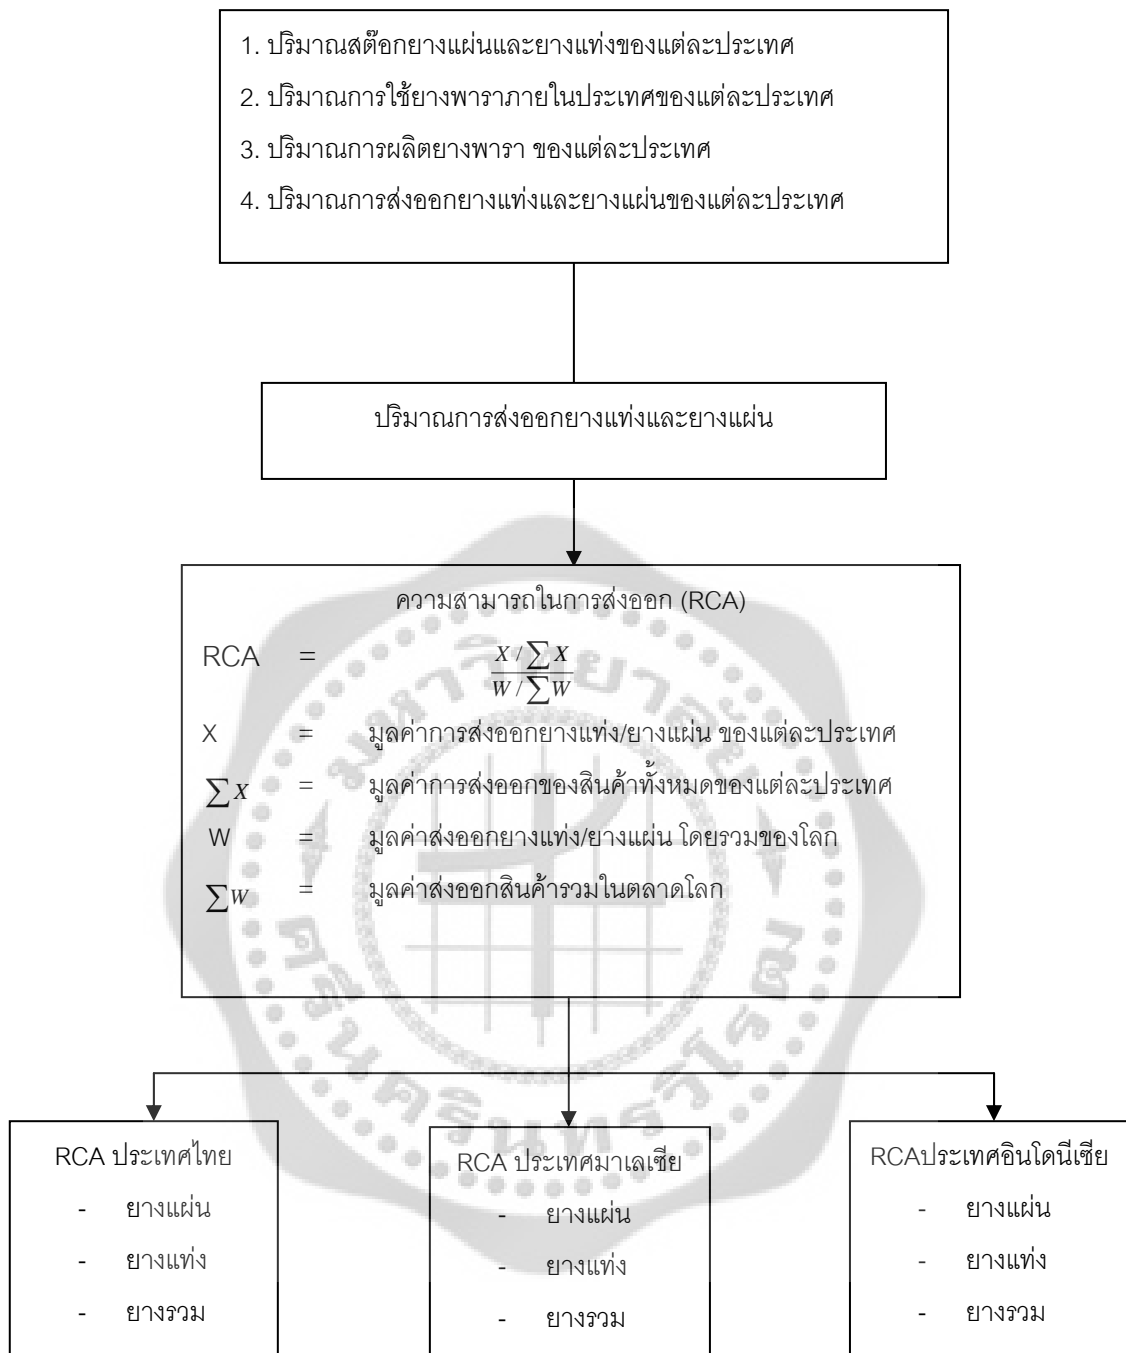 1. ปริมาณสต๊อกยางแผ่นและยางแท่งของแต่ละประเทศ
2. ปริมาณการใช้ยางพาราภายในประเทศของแต่ละประเทศ
3. ปริมาณการผลิตยางพารา ของแต่ละประเทศ
4. ปริมาณการส่งออกยางแท่งและยางแผ่นของแต่ละประเทศ
ปริมาณการส่งออกยางแท่งและยางแผ่น
ความสามารถในการส่งออก (RCA)
RCA = X / ∑X
W / ∑W
X = มูลค่าการส่งออกยางแท่ง/ยางแผ่น ของแต่ละประเทศ
∑X = มูลค่าการส่งออกของสินค้าทั้งหมดของแต่ละประเทศ
W = มูลค่าส่งออกยางแท่ง/ยางแผ่น โดยรวมของโลก
∑W = มูลค่าส่งออกสินค้ารวมในตลาดโลก
มหาวิทยาลัย
ศรีนครินทรวิโรฒ
RCA ประเทศไทย
- ยางแผ่น
- ยางแท่ง
- ยางรวม
RCA ประเทศมาเลเซีย
- ยางแผ่น
- ยางแท่ง
- ยางรวม
RCAประเทศอินโดนีเซีย
- ยางแผ่น
- ยางแท่ง
- ยางรวม